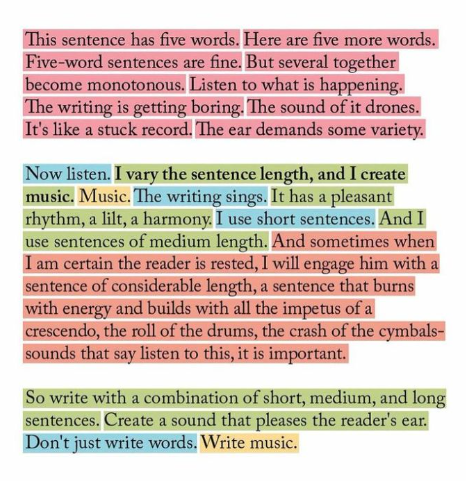 This sentence has five words. Here are five more words.
Five-word sentences are fine. But several together
become monotonous. Listen to what is happening.
The writing is getting boring. The sound of it drones.
It's like a stuck record. The ear demands some variety.
Now listen. I vary the sentence length, and I create
music. Music. The writing sings. It has a pleasant
rhythm, a lilt, a harmony. I use short sentences. And I
use sentences of medium length. And sometimes when
I am certain the reader is rested, I will engage him with a
sentence of considerable length, a sentence that burns
with energy and builds with all the impetus of a
crescendo, the roll of the drums, the crash of the cymbals-
sounds that say listen to this, it is important.
So write with a combination of short, medium, and long
sentences. Create a sound that pleases the reader's ear.
Don't just write words. Write music.